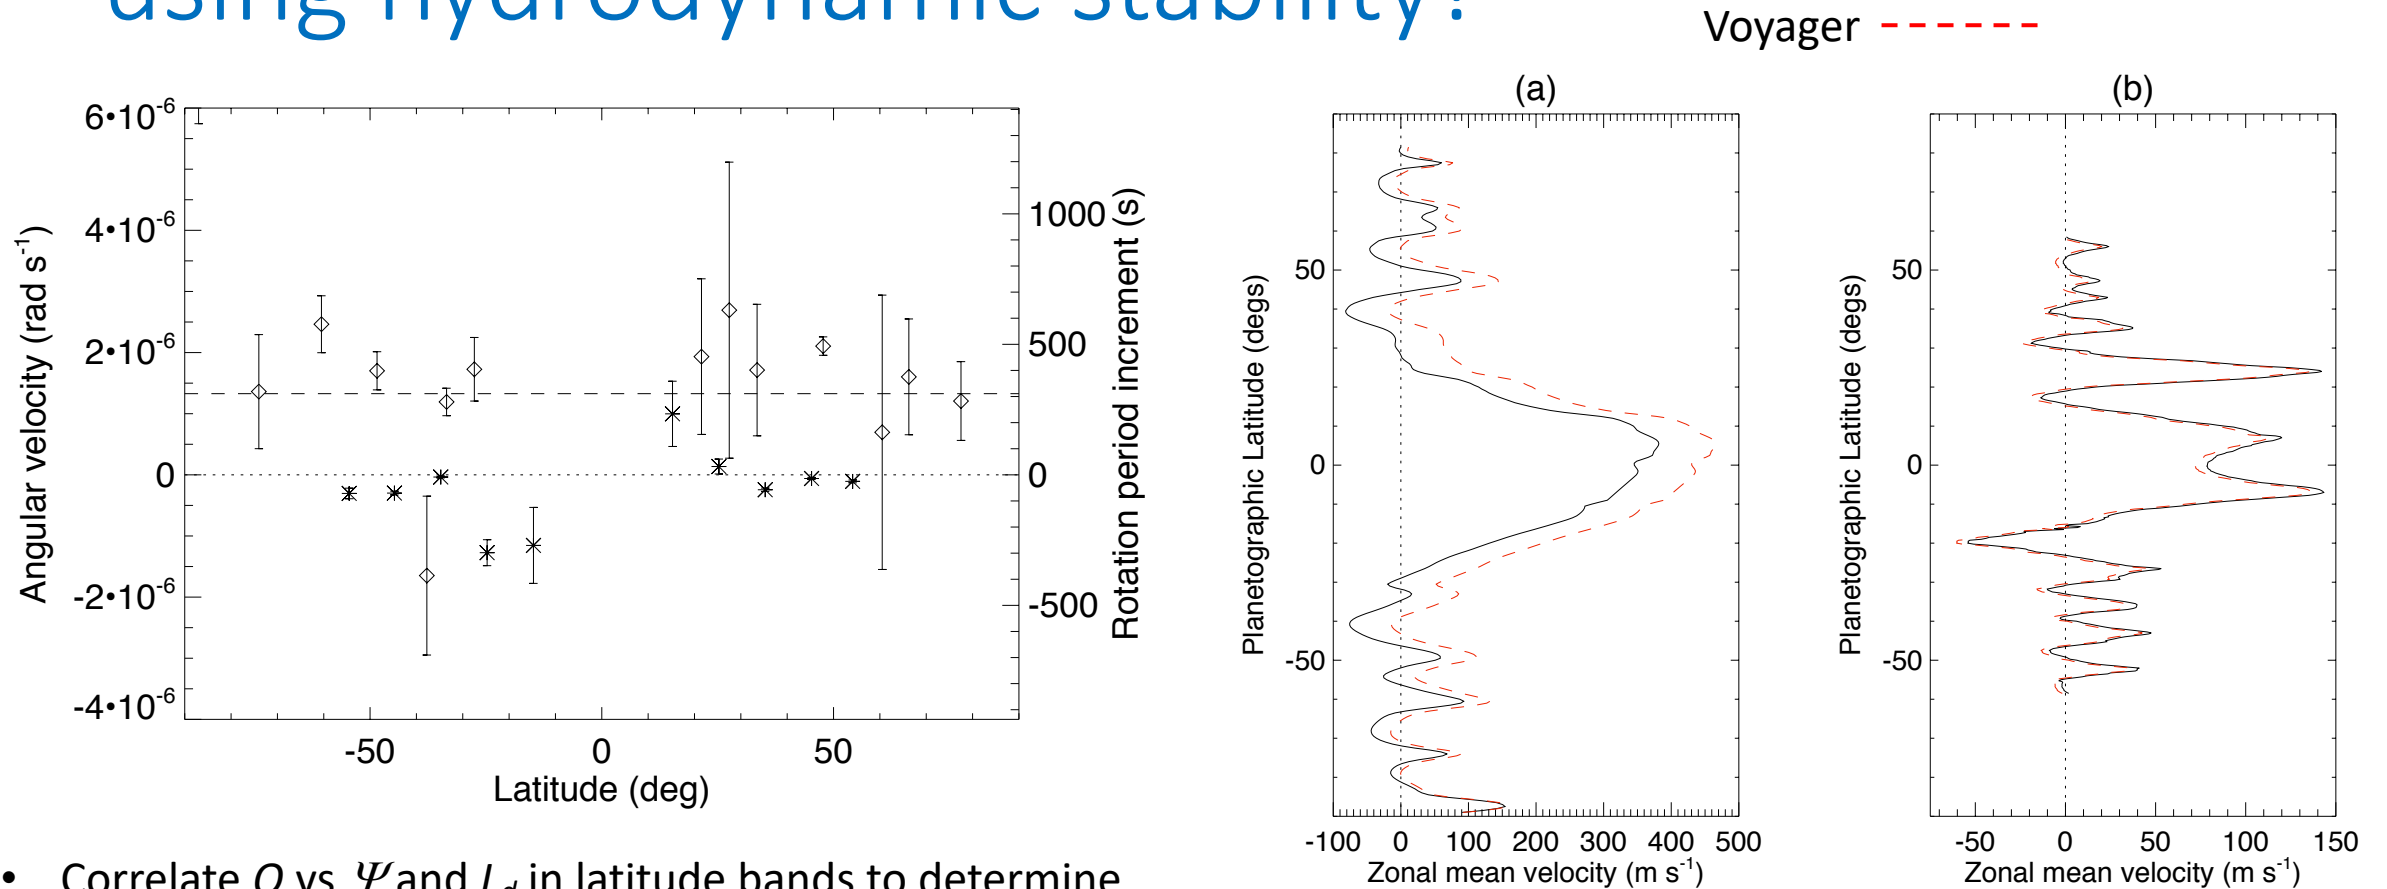 using hydrodynamic stability?
Voyager
6•10-6
4•10-6
2•10-6
0
-2•10-6
-4•10-6
Angular velocity (rad s-1)
-50 0 50
Latitude (deg)
1000
500
0
-500
Rotation period increment (s)
(a)
50
0
-50
Planetographic Latitude (degs)
-100 0 100 200 300 400 500
Zonal mean velocity (m s-1)
(b)
50
0
-50
Planetographic Latitude (degs)
-50 0 50 100 150
Zonal mean velocity (m s-1)
• Correlate Q vs Ψ and Ld in latitude bands to determine